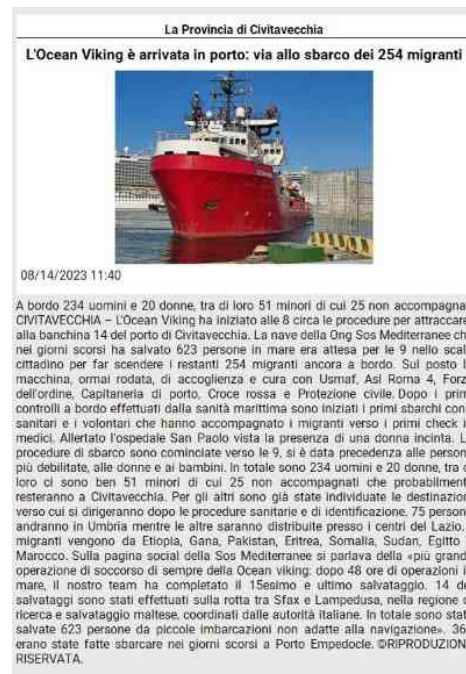 La Provincia di Civitavecchia
L'Ocean Viking è arrivata in porto: via allo sbarco dei 254 migranti
08/14/2023 11:40
A bordo 234 uomini e 20 donne, tra di loro 51 minori di cui 25 non accompagna
CIVITAVECCHIA – L'Ocean Viking ha iniziato alle 8 circa le procedure per attraccare
alla banchina 14 del porto di Civitavecchia. La nave della Ong Sos Mediterranee ch
nei giorni scorsi ha salvato 623 persone in mare era attesa per le 9 nello scal
cittadino per far scendere i restanti 254 migranti ancora a bordo. Sul posto l
macchina, ormai rodata, di accoglienza e cura con Usmaf, Asl Roma 4, Forz
dell'ordine, Capitaneria di porto, Croce rossa e Protezione civile. Dopo i prim
controlli a bordo effettuati dalla sanità marittima sono iniziati i primi sbarchi con
sanitari e i volontari che hanno accompagnato i migranti verso i primi check i
medici. Allertato l'ospedale San Paolo vista la presenza di una donna incinta. L
procedure di sbarco sono cominciate verso le 9, si è data precedenza alle person
più debilitate, alle donne e ai bambini. In totale sono 234 uomini e 20 donne, tra d
loro ci sono ben 51 minori di cui 25 non accompagnati che probabilment
resteranno a Civitavecchia. Per gli altri sono già state individuate le destinazion
verso cui si dirigeranno dopo le procedure sanitarie e di identificazione. 75 person
andranno in Umbria mentre le altre saranno distribuite presso i centri del Lazio.
migranti vengono da Etiopia, Gana, Pakistan, Eritrea, Somalia, Sudan, Egitto
Marocco. Sulla pagina social della Sos Mediterranee si parlava della «più grand
operazione di soccorso di sempre della Ocean viking: dopo 48 ore di operazioni i
mare, il nostro team ha completato il 15esimo e ultimo salvataggio. 14 de
salvataggi sono stati effettuati sulla rotta tra Sfax e Lampedusa, nella regione d
ricerca e salvataggio maltese, coordinati dalle autorità italiane. In totale sono stat
salvate 623 persone da piccole imbarcazioni non adatte alla navigazione». 36
erano state fatte sbarcare nei giorni scorsi a Porto Empedocle. ©RIPRODUZION
RISERVATA.